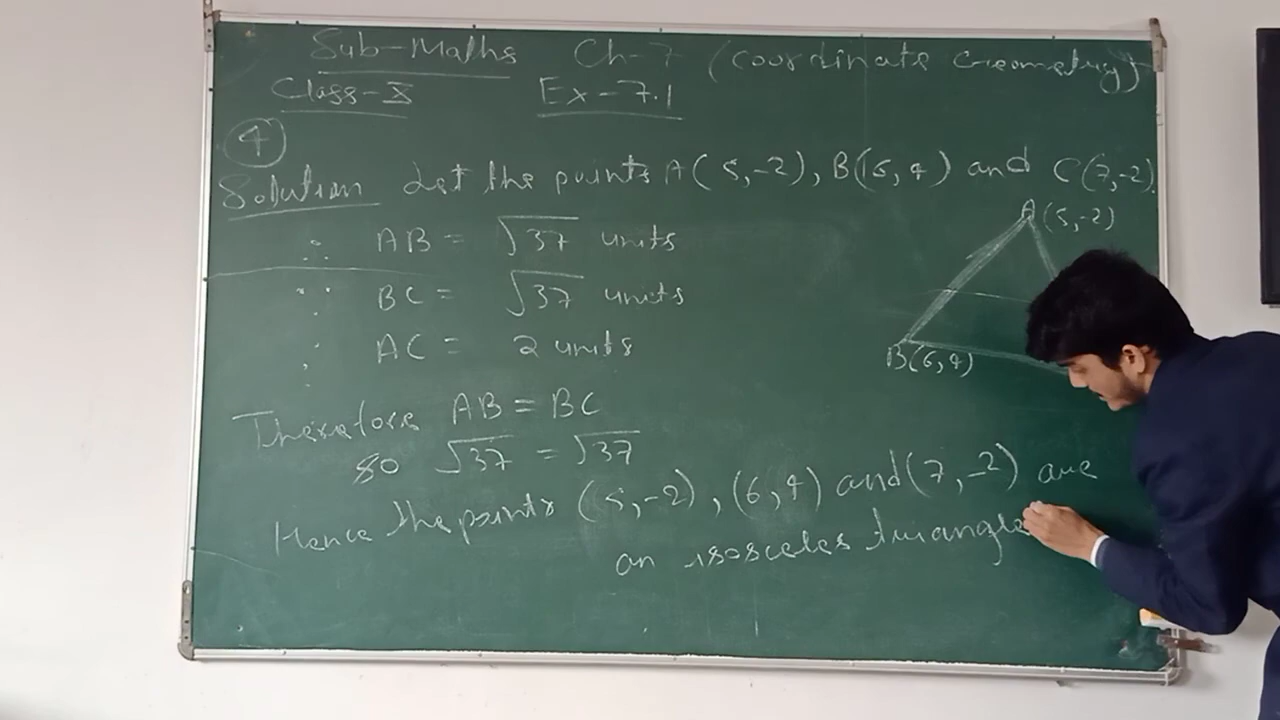 Sub-Maths Ch-7 (Coordinate Geometry)
Class-X Ex-7.1
4
Solution Let the points A(5,-2), B(6,4) and C(7,-2).
∴ AB = √37 units
∵ BC = √37 units
∴ AC = 2 units
Therefore AB = BC
so √37 = √37
Hence the points (5,-2), (6,4) and (7,-2) are
an isosceles triangle
A(5,-2)
B(6,4)